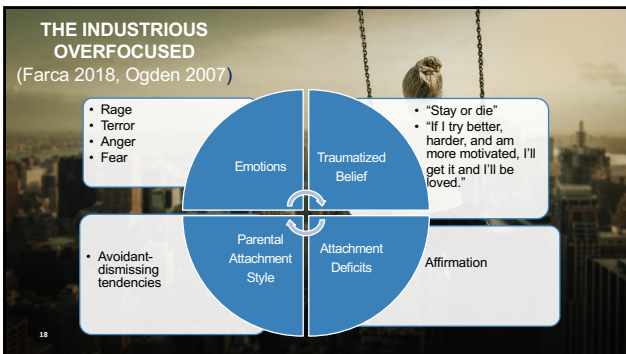 THE INDUSTRIOUS
OVERFOCUSED
(Farca 2018, Ogden 2007)
• Rage
• Terror
• Anger
• Fear
Emotions
Traumatized
Belief
• “Stay or die”
• “If I try better,
harder, and am
more motivated, I’ll
get it and I’ll be
loved.”
• Avoidant-
dismissing
tendencies
Parental
Attachment
Style
Attachment
Deficits
Affirmation
18